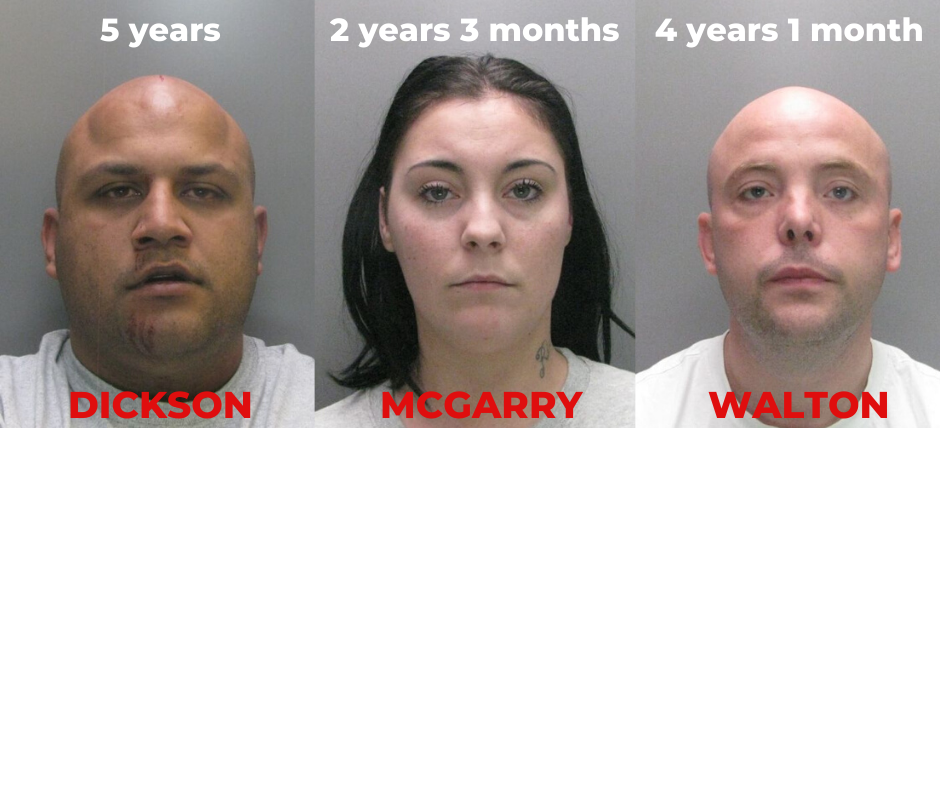 5 years
2 years 3 months
4 years 1 month
DICKSON
MCGARRY
WALTON